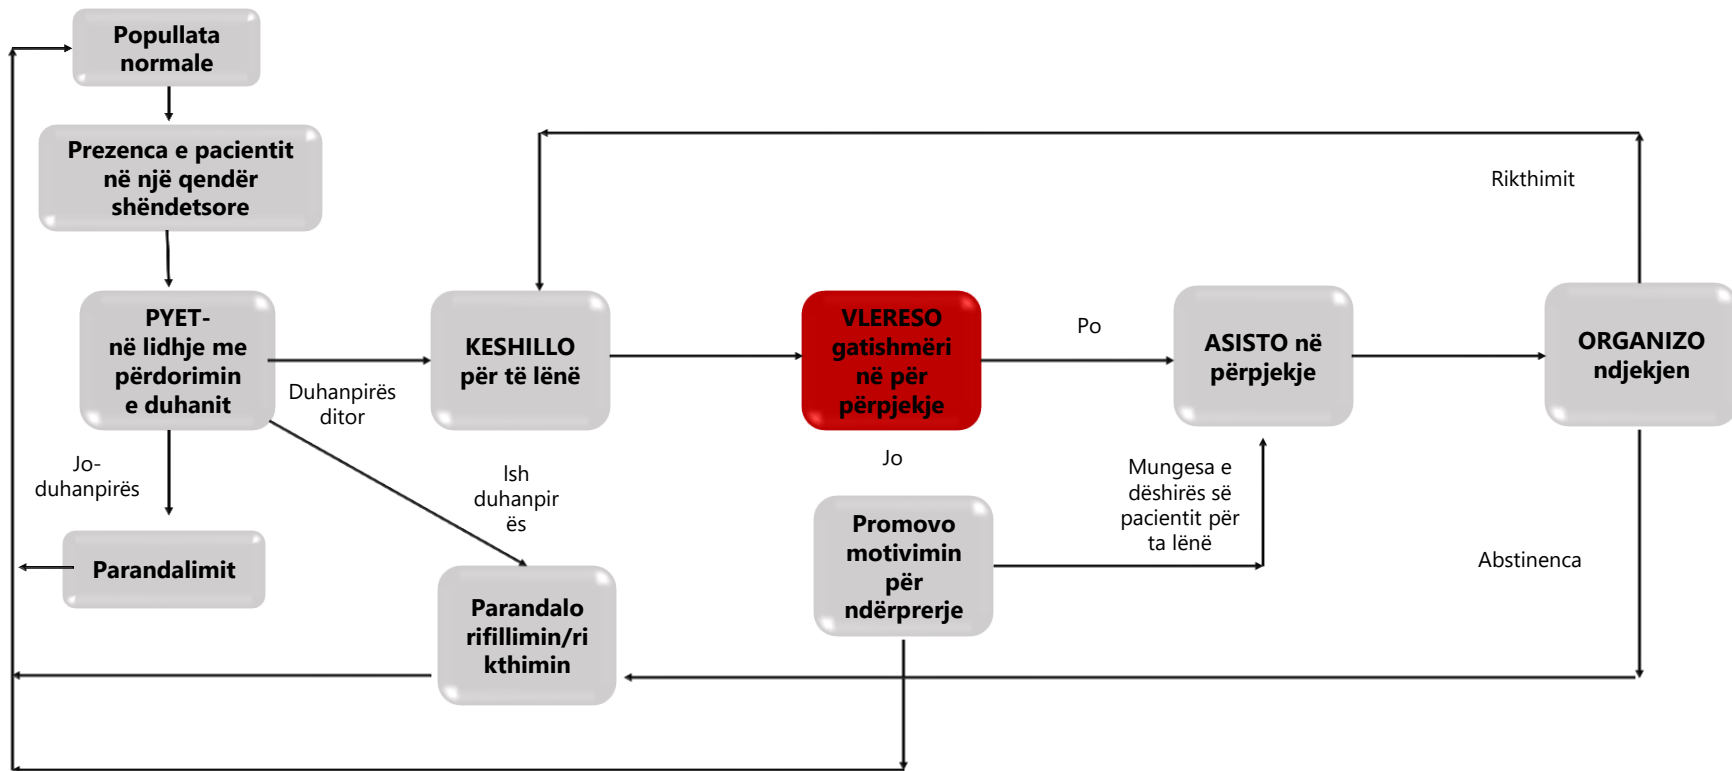 Popullata
normale
Prezenca e pacientit
në një qendër
shëndetsore
Rikthimit
PYET-
në lidhje me
përdorimin
e duhanit
KESHILLO
për të lënë
VLERESO
gatishmëri
në për
përpjekje
Po
ASISTO në
përpjekje
ORGANIZO
ndjekjen
Duhanpirës
ditor
Jo-
duhanpirës
Ish
duhanpir
ës
Jo
Mungesa e
dëshirës së
pacientit për
ta lënë
Promovo
motivimin
për
ndërprerje
Parandalimit
Abstinenca
Parandalo
rifillimin/ri
kthimin